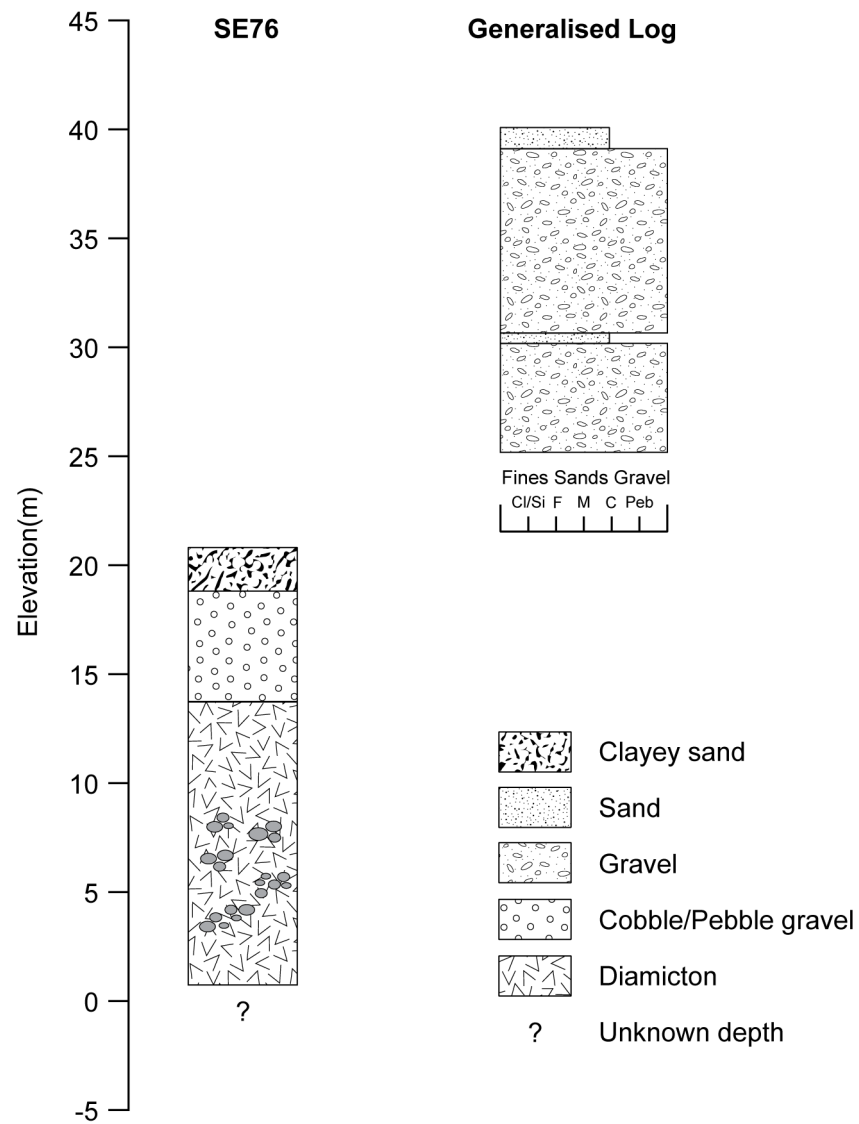 SE76
Generalised Log
45
40
35
30
25
20
15
10
5
0
-5
Elevation(m)
Fines Sands Gravel
Cl/Si F M C Peb
?
Clayey sand
Sand
Gravel
Cobble/Pebble gravel
Diamicton
? Unknown depth